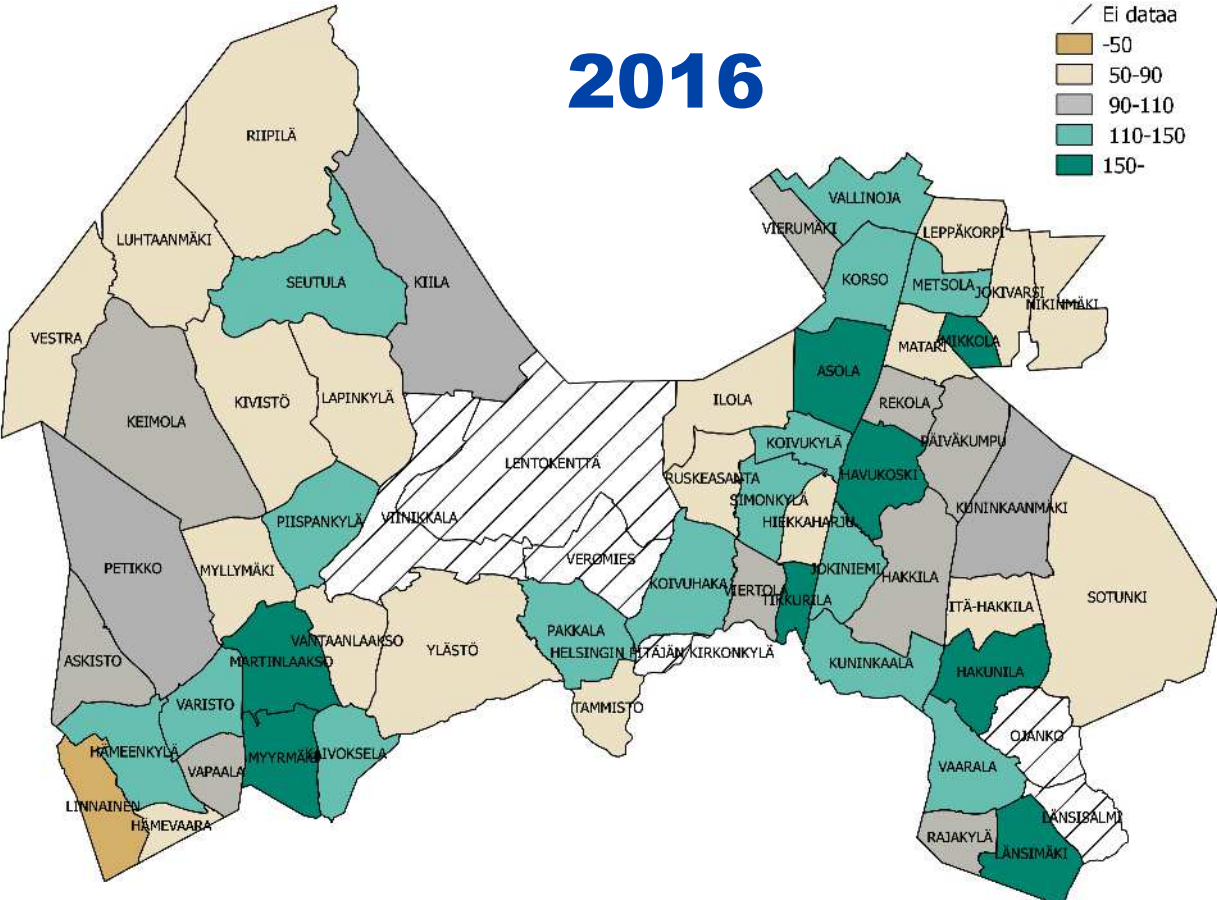 2016
Ei dataa
-50
50-90
90-110
110-150
150-
RIIPILÄ
LUHTAANMÄKI
SEUTULA
KIILA
VESTRA
KEIMOLA
KIVISTÖ
LAPINKYLÄ
VALLINOJA
VIERUMÄKI
LEPPÄKORPI
KORSO
METSOLA
JOKIVARSI
NIKINMÄKI
MATARI
MIKKOLA
ASOLA
ILOLA
REKOLA
PÄIVÄKUMPU
KOIVUKYLÄ
HAVUKOSKI
LENTOKENTTÄ
RUSKEASANTA
SIMONKYLÄ
HIEKKAHARJU
KUNINKAANMÄKI
PIISPANKYLÄ
VIINIKKALA
VEROMIES
PETIKKO
MYLLYMÄKI
KOIVUHAKA
VIERTOLA
TIKKURILA
JOKINIEMI
HAKKILA
ITÄ-HAKKILA
SOTUNKI
ASKISTO
MARTINLAAKSO
VANTAANLAAKSO
YLÄSTÖ
PAKKALA
HELSINGIN PITÄJÄN KIRKONKYLÄ
KUNINKAALA
HAKUNILA
VARISTO
TAMMISTO
OJANKO
HÄMEENKYLÄ
VAPAALA
MYYRMÄKI
KAIVOKSELA
VAARALA
LINNAINEN
HÄMEVAARA
RAJAKYLÄ
LÄNSISALMI
LÄNSIMÄKI